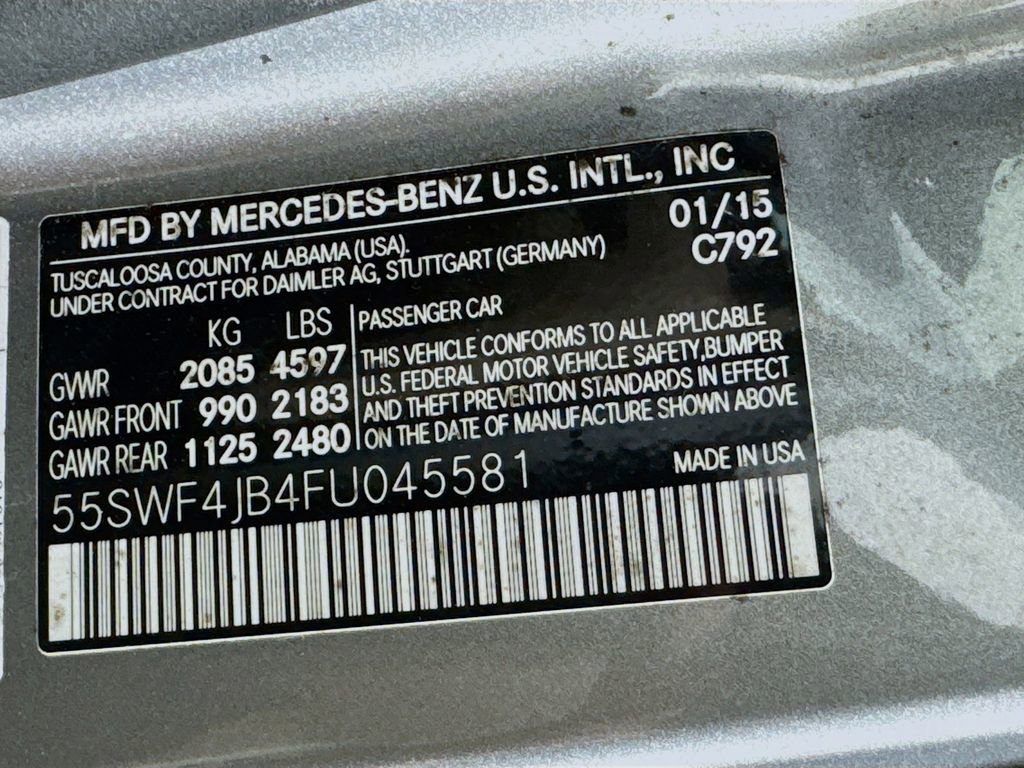 MFD BY MERCEDES-BENZ U.S. INTL., INC
TUSCALOOSA COUNTY, ALABAMA (USA). 01/15
UNDER CONTRACT FOR DAIMLER AG, STUTTGART (GERMANY) C792
KG LBS
GVWR 2085 4597
GAWR FRONT 990 2183
GAWR REAR 1125 2480
PASSENGER CAR
THIS VEHICLE CONFORMS TO ALL APPLICABLE
U.S. FEDERAL MOTOR VEHICLE SAFETY,BUMPER
AND THEFT PREVENTION STANDARDS IN EFFECT
ON THE DATE OF MANUFACTURE SHOWN ABOVE
55SWF4JB4FU045581 MADE IN USA